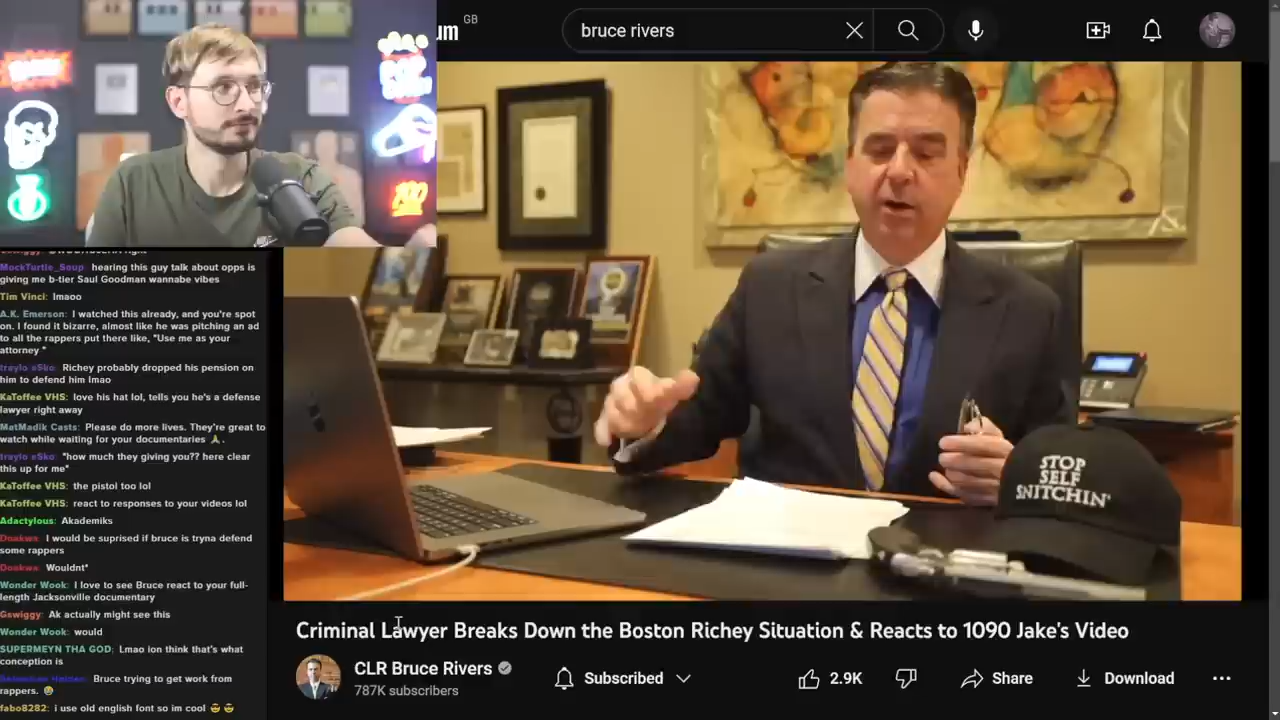 um GB
bruce rivers
MockTurtle_Soup hearing this guy talk about opps is
giving me b-tier Saul Goodman wannabe vibes
Tim Vinci: lmaoo
A.K. Emerson: I watched this already, and you're spot
on. I found it bizarre, almost like he was pitching an ad
to all the rappers put there like, "Use me as your
attorney "
traylo eSko: Richey probably dropped his pension on
him to defend him lmao
KaToffee VHS: love his hat lol, tells you he's a defense
lawyer right away
MatMadik Casts: Please do more lives. They're great to
watch while waiting for your documentaries 🙏.
traylo eSko: "how much they giving you?? here clear
this up for me"
KaToffee VHS: the pistol too lol
KaToffee VHS: react to responses to your videos lol
Adactylous: Akademiks
Doakwa: I would be suprised if bruce is tryna defend
some rappers
Doakwa: Wouldnt*
Wonder Wook: I love to see Bruce react to your full-
length Jacksonville documentary
Gswiggy: Ak actually might see this
Wonder Wook: would
SUPERMEYN THA GOD: Lmao ion think that's what
conception is
Bruce trying to get work from
rappers. 😂
fabo8282: i use old english font so im cool 😎 😎
STOP
SELF
SNITCHIN'
Criminal Lawyer Breaks Down the Boston Richey Situation & Reacts to 1090 Jake's Video
CLR Bruce Rivers
787K subscribers
Subscribed
2.9K
Share
Download